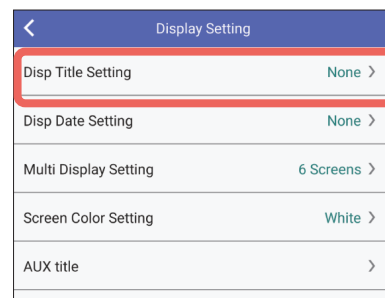 Display Setting
Disp Title Setting None
Disp Date Setting None
Multi Display Setting 6 Screens
Screen Color Setting White
AUX title